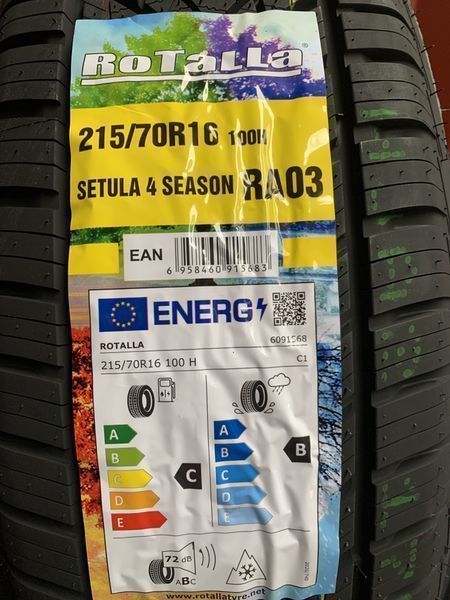 RoTalla®
215/70R16 100H
SETULA 4 SEASON RA03
EAN
6 958460 915683
ENERG
ROTALLA
6091568
215/70R16 100 H
C1
A
B
C
D
E
C
A
B
C
D
E
B
72 dB
ABC
www.rotallatyre.net